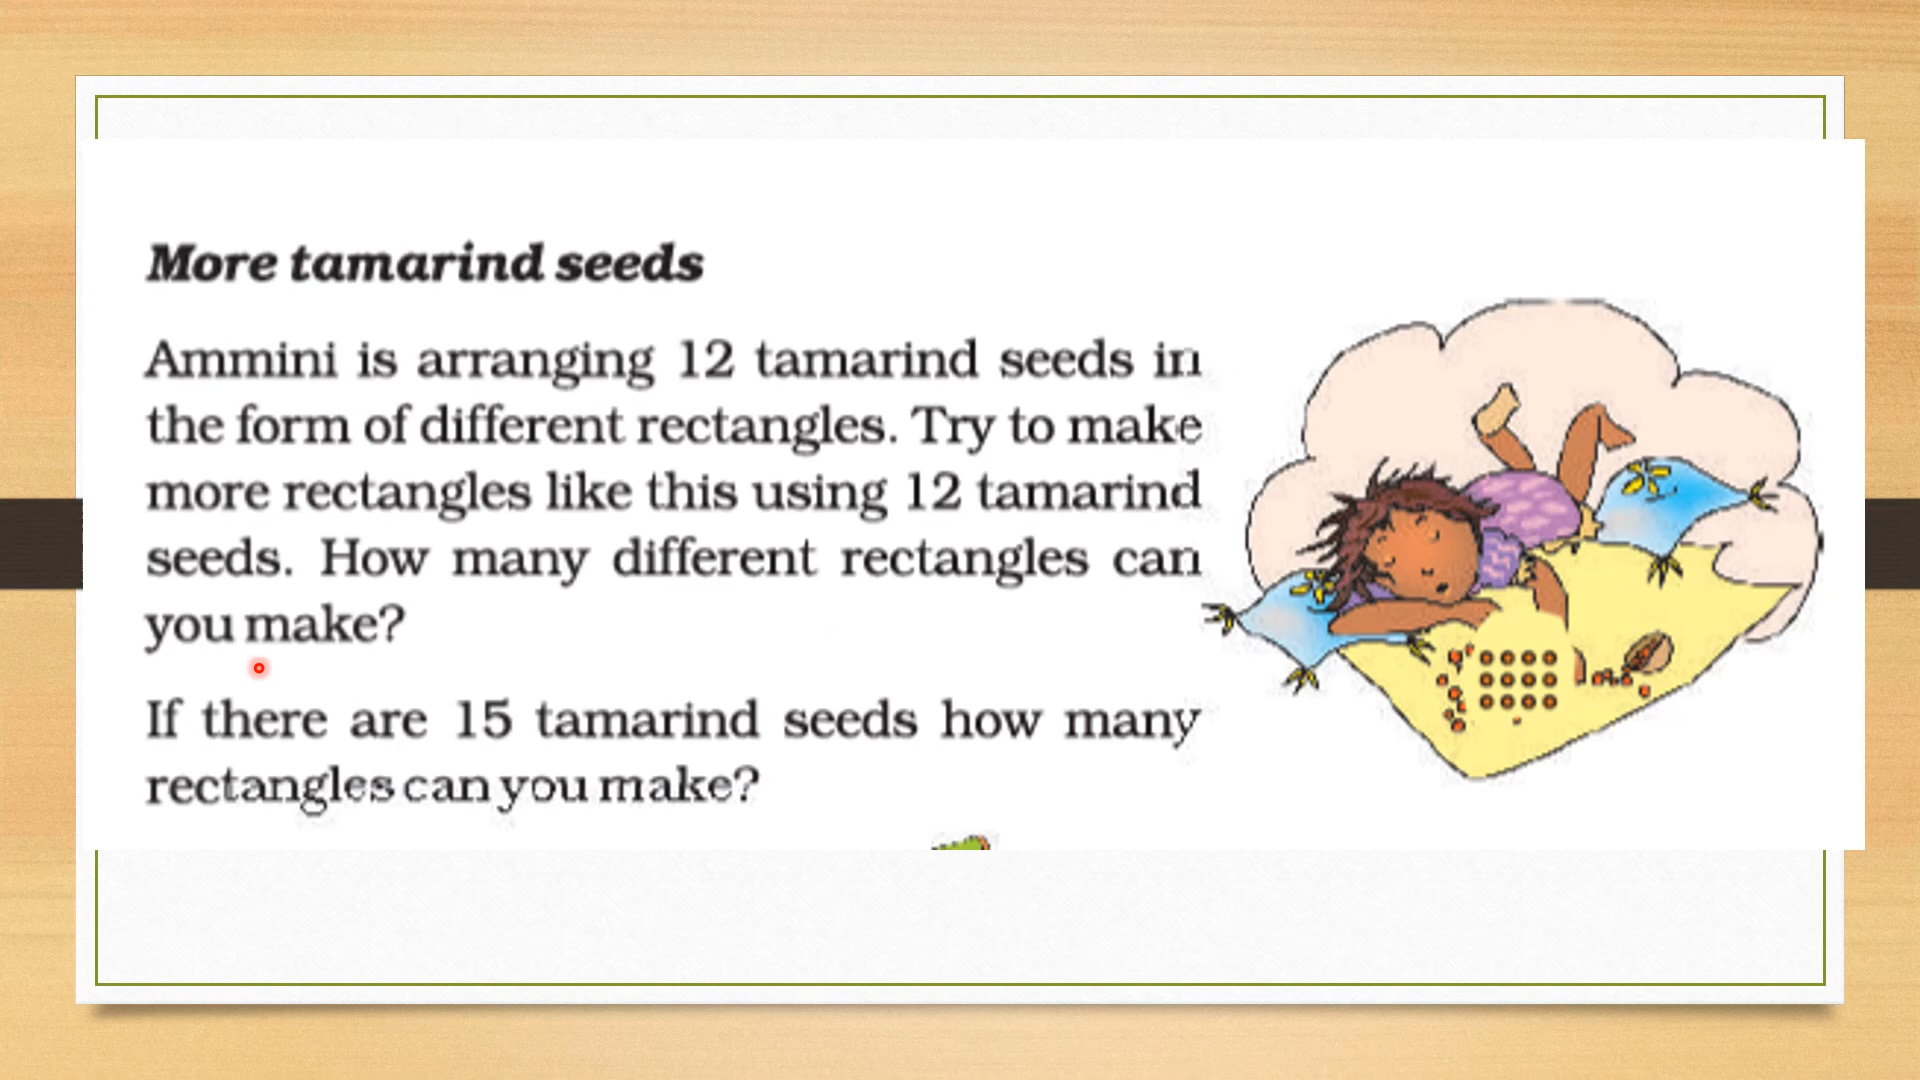 More tamarind seeds
Ammini is arranging 12 tamarind seeds in
the form of different rectangles. Try to make
more rectangles like this using 12 tamarind
seeds. How many different rectangles can
you make?
If there are 15 tamarind seeds how many
rectangles can you make?